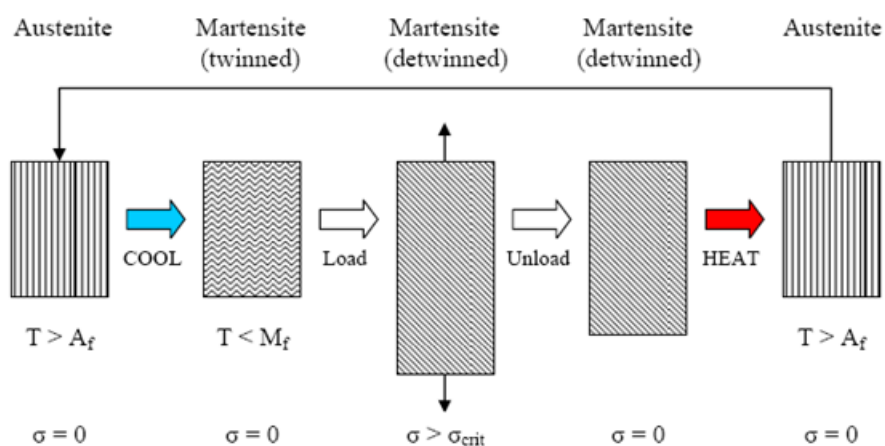 Austenite
Martensite
(twinned)
Martensite
(detwinned)
Martensite
(detwinned)
Austenite
COOL
Load
Unload
HEAT
T > Af
T < Mf
T > Af
σ = 0
σ = 0
σ > σcrit
σ = 0
σ = 0